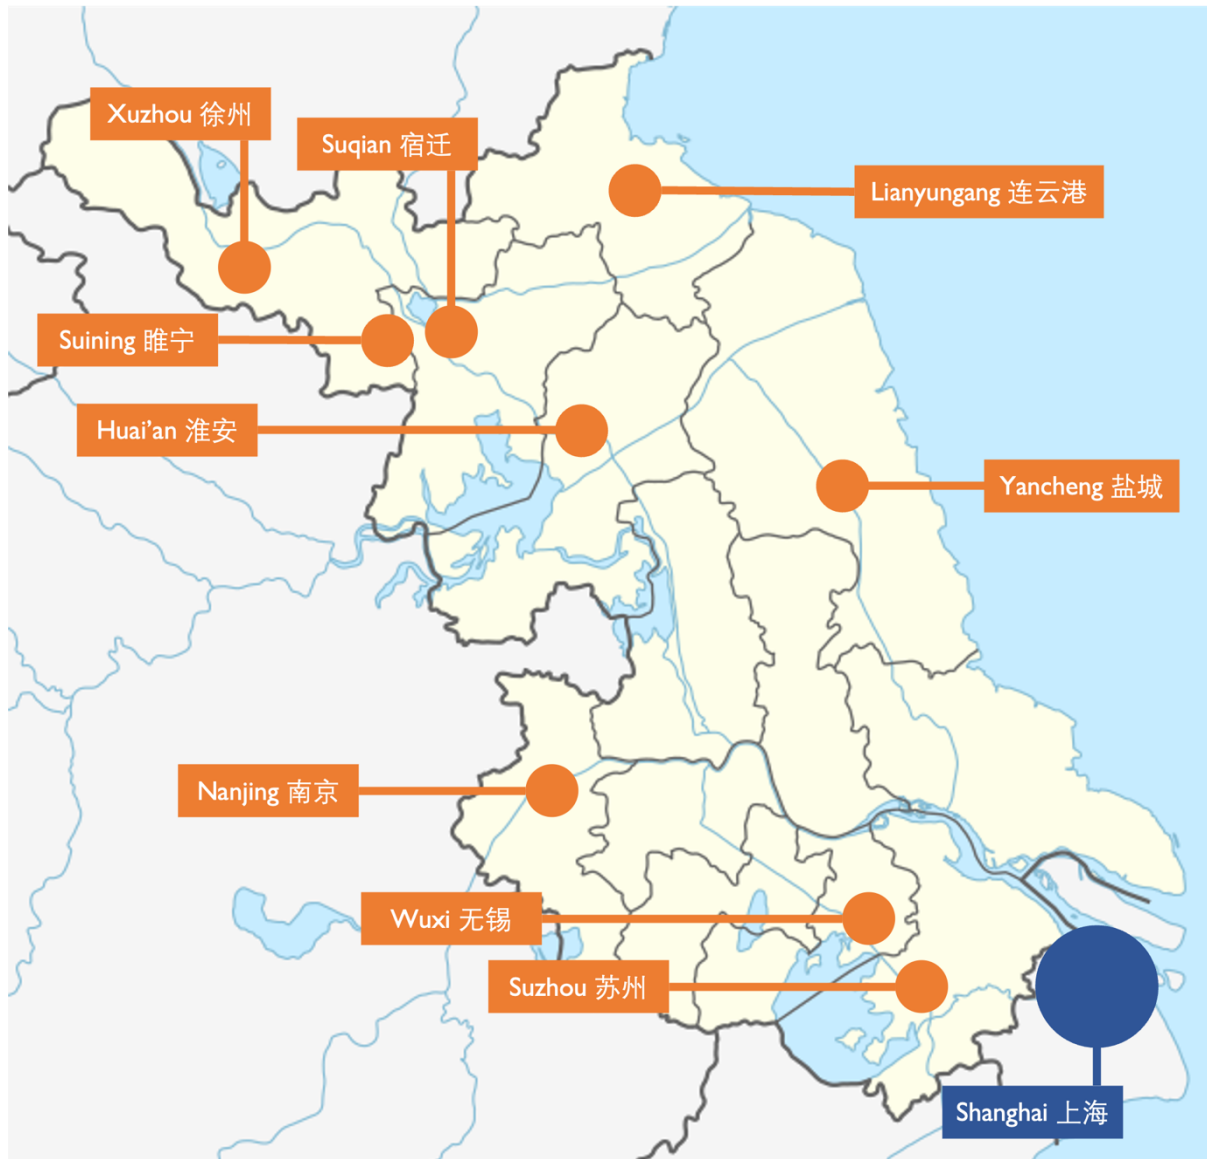 Xuzhou 徐州
Suqian 宿迁
Lianyungang 连云港
Suining 睢宁
Huai’an 淮安
Yancheng 盐城
Nanjing 南京
Wuxi 无锡
Suzhou 苏州
Shanghai 上海